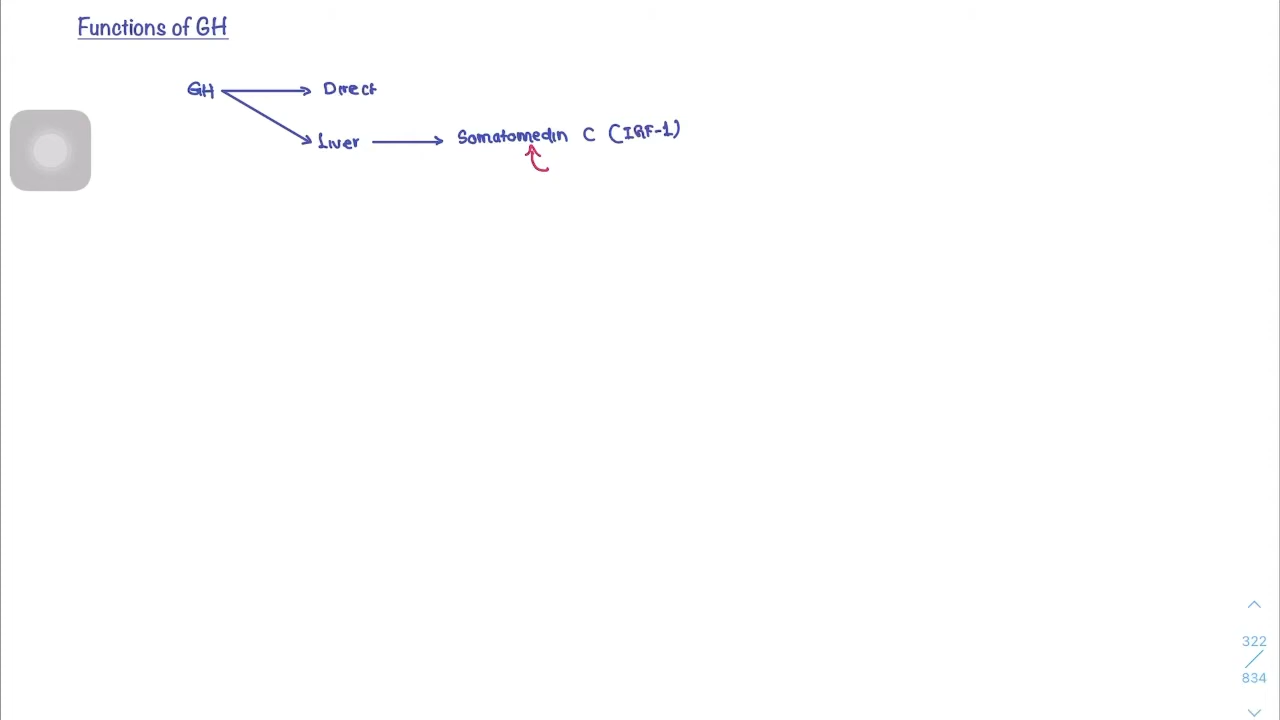 Functions of GH
GH Direct
Liver Somatomedin C (IGF-1)
322
834